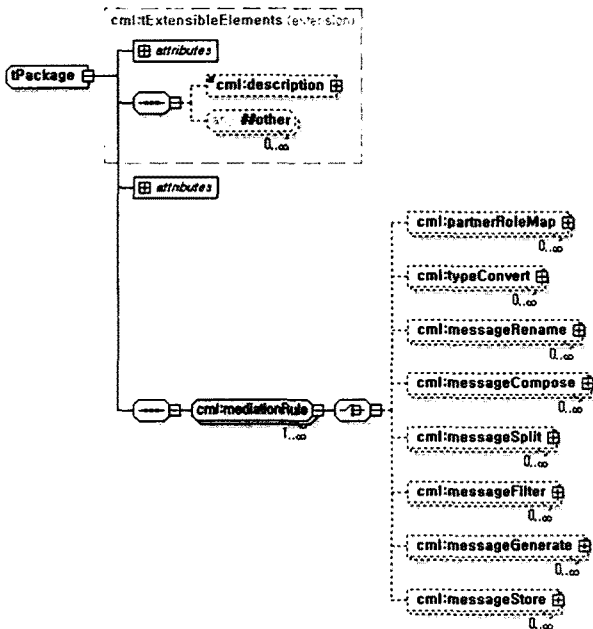 cml:tExtensibleElements (extension)
attributes
tPackage
cml:description
any ##other
0..∞
attributes
cml:partnerRoleMap
0..∞
cml:typeConvert
0..∞
cml:messageRename
0..∞
cml:messageCompose
0..∞
cml:mediationRule
1..∞
cml:messageSplit
0..∞
cml:messageFilter
0..∞
cml:messageGenerate
0..∞
cml:messageStore
0..∞